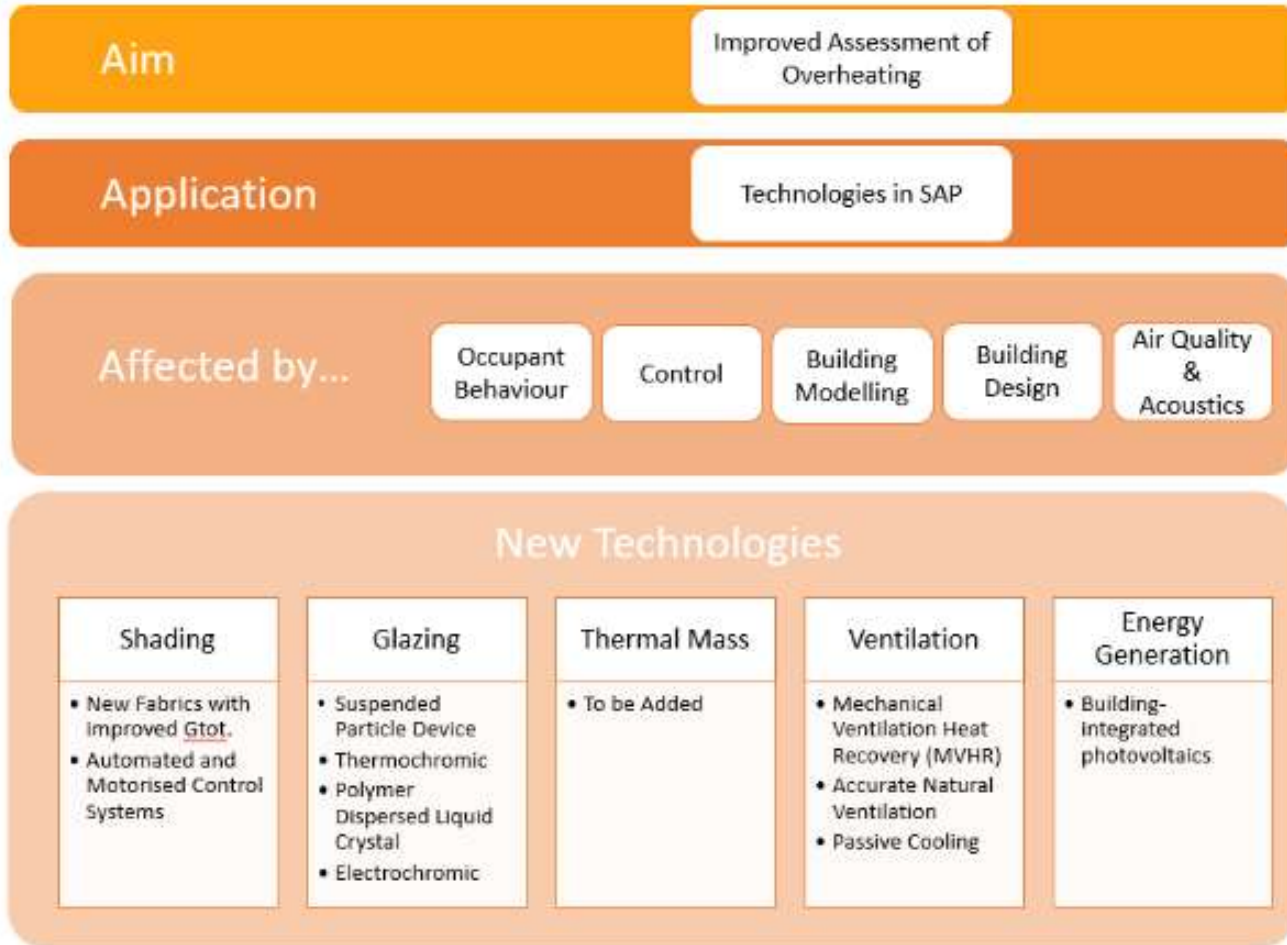 Aim
Improved Assessment of
Overheating
Application
Technologies in SAP
Affected by...
Occupant
Behaviour
Control
Building
Modelling
Building
Design
Air Quality
&
Acoustics
New Technologies
Shading
• New Fabrics with
improved Gtot.
• Automated and
Motorised Control
Systems
Glazing
• Suspended
Particle Device
• Thermochromic
• Polymer
Dispersed Liquid
Crystal
• Electrochromic
Thermal Mass
• To be Added
Ventilation
• Mechanical
Ventilation Heat
Recovery (MVHR)
• Accurate Natural
Ventilation
• Passive Cooling
Energy
Generation
• Building-
integrated
photovoltaics